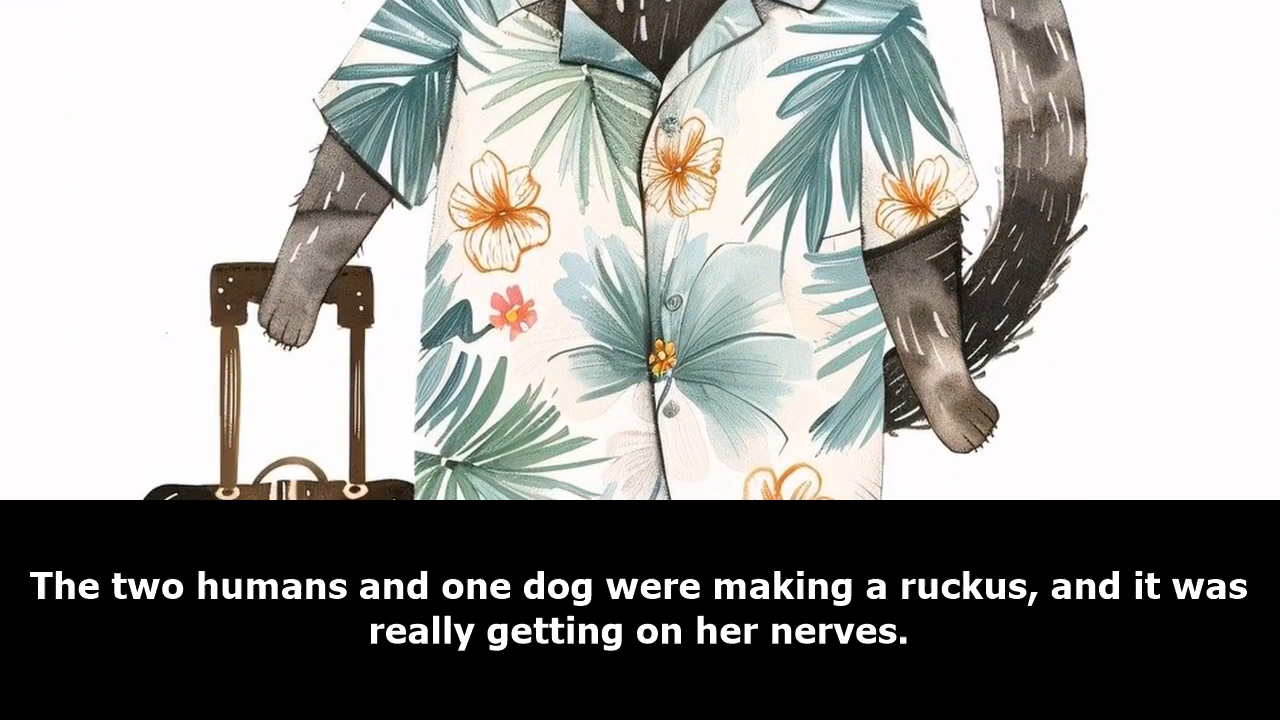 The two humans and one dog were making a ruckus, and it was
really getting on her nerves.